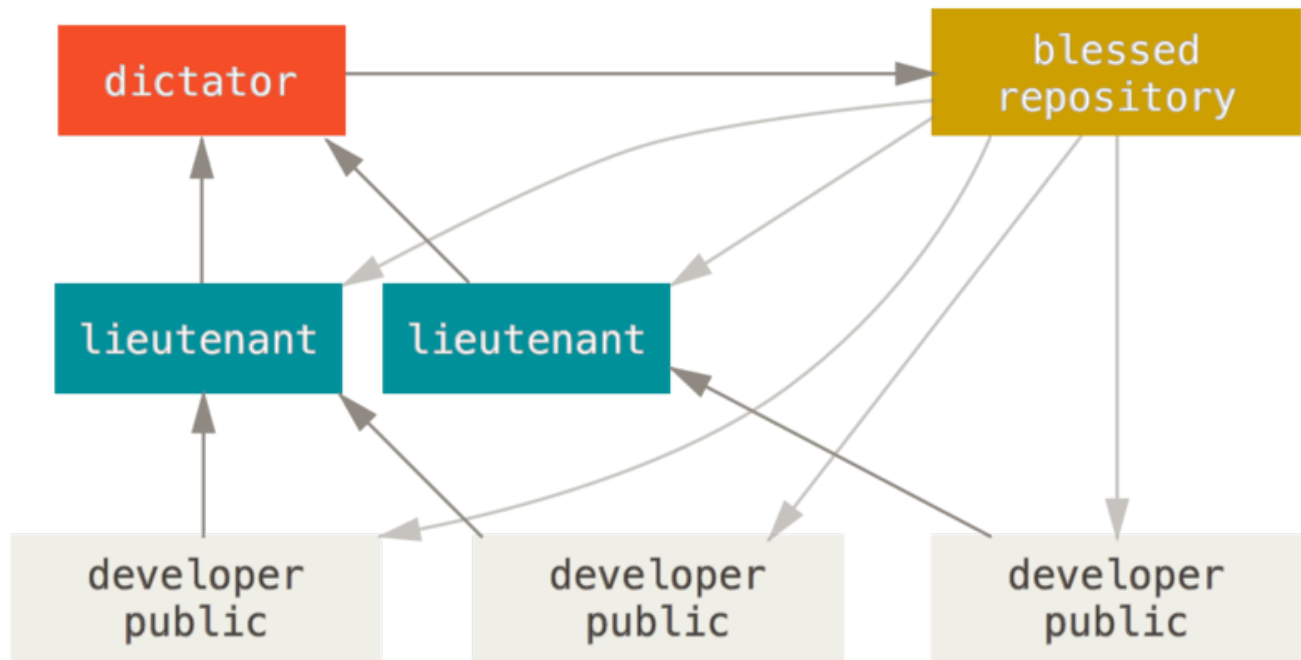 dictator
blessed
repository
lieutenant
lieutenant
developer
public
developer
public
developer
public